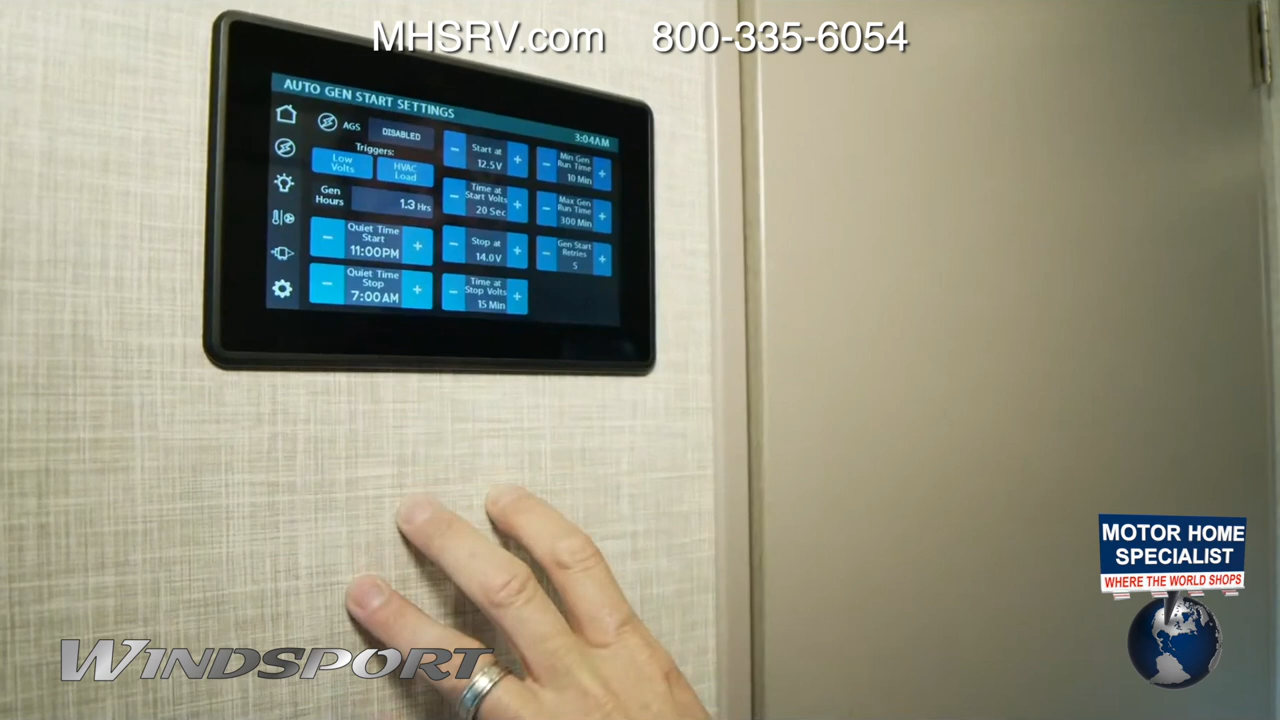 MHSRV.com 800-335-6054
AUTO GEN START SETTINGS
3:04AM
AGS DISABLED
Triggers:
Low
Volts
HVAC
Load
Gen
Hours
1.3 Hrs
- Quiet Time
Start
11:00PM +
- Quiet Time
Stop
7:00AM +
- Start at
12.5V +
- Time at
Start Volts
20 Sec +
- Stop at
14.0V +
- Time at
Stop Volts
15 Min +
- Min Gen
Run Time
10 Min +
- Max Gen
Run Time
300 Min +
- Gen Start
Retries
5 +
WINDSPORT
MOTOR HOME
SPECIALIST
WHERE THE WORLD SHOPS